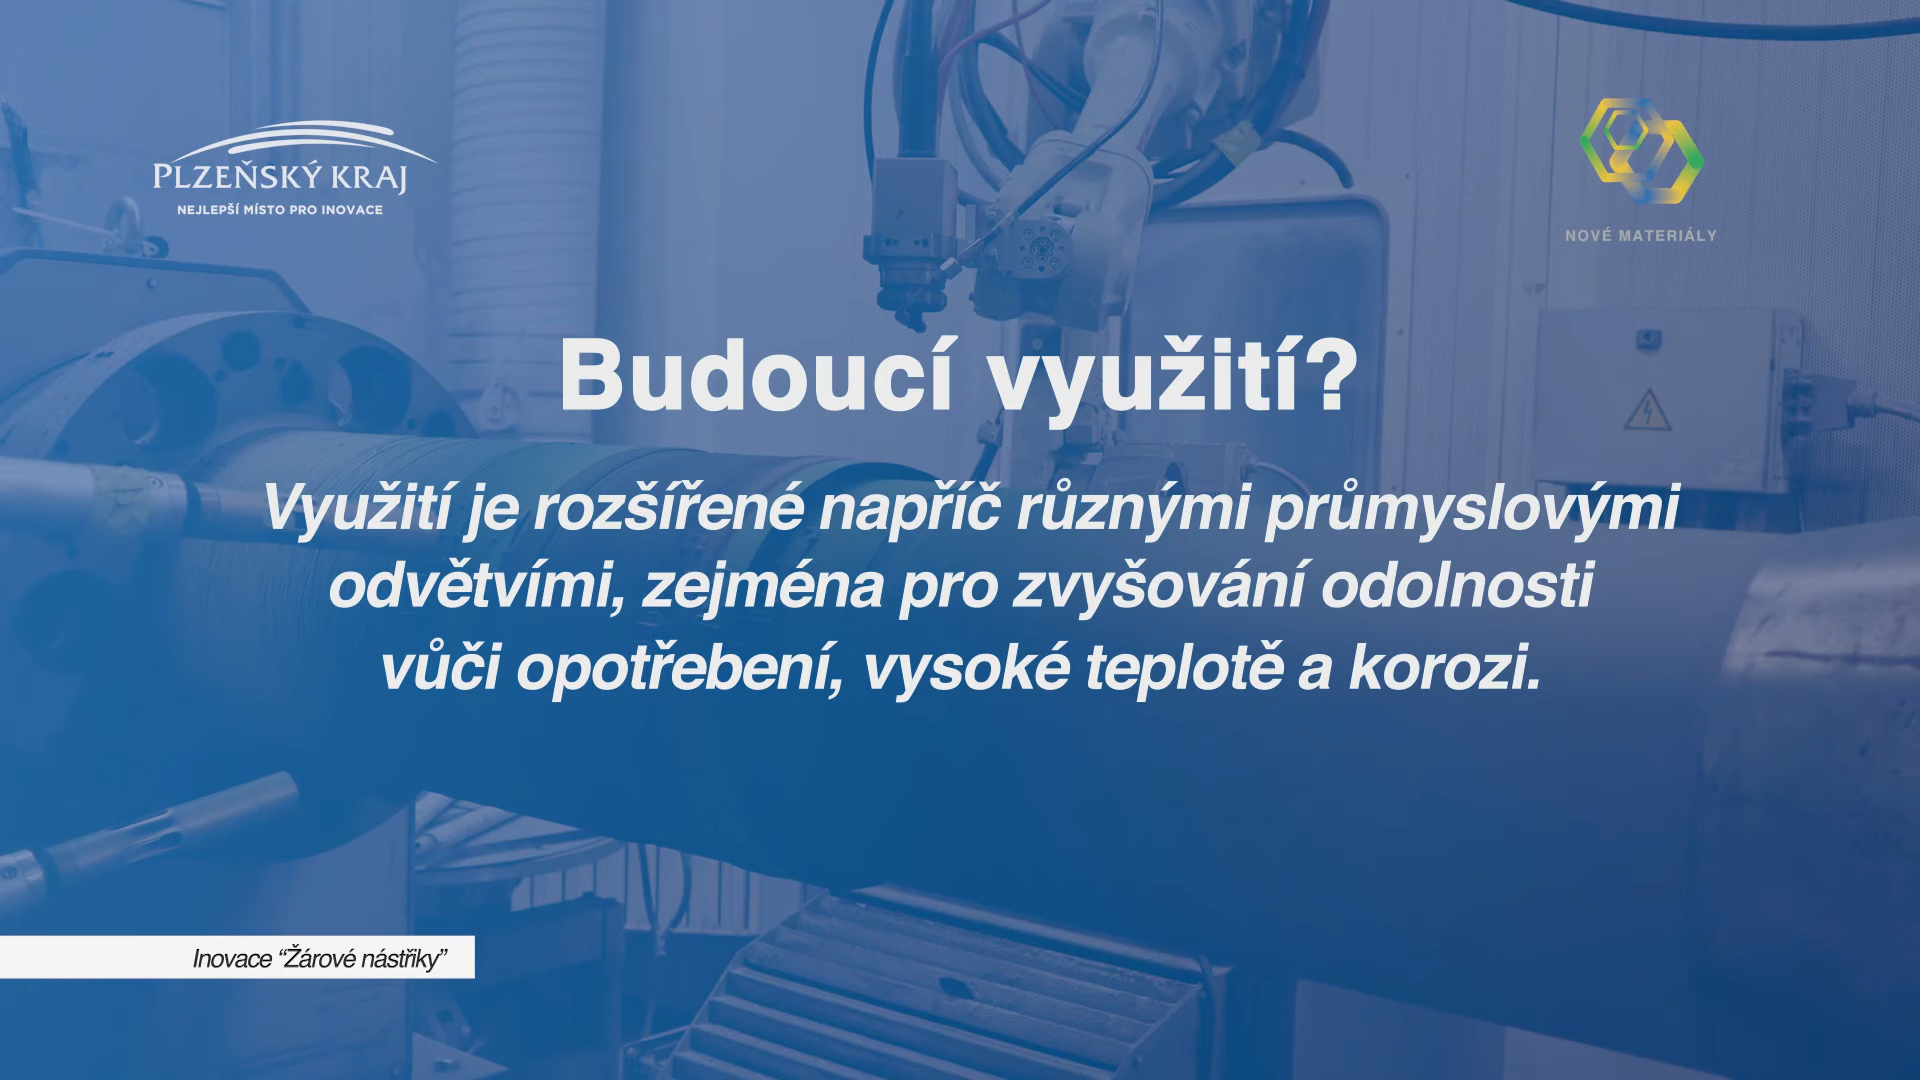 PLZEŇSKÝ KRAJ
NEJLEPŠÍ MÍSTO PRO INOVACE
NOVÉ MATERIÁLY
Budoucí využití?
Využití je rozšířené napříč různými průmyslovými
odvětvími, zejména pro zvyšování odolnosti
vůči opotřebení, vysoké teplotě a korozi.
Inovace “Žárové nástřiky”